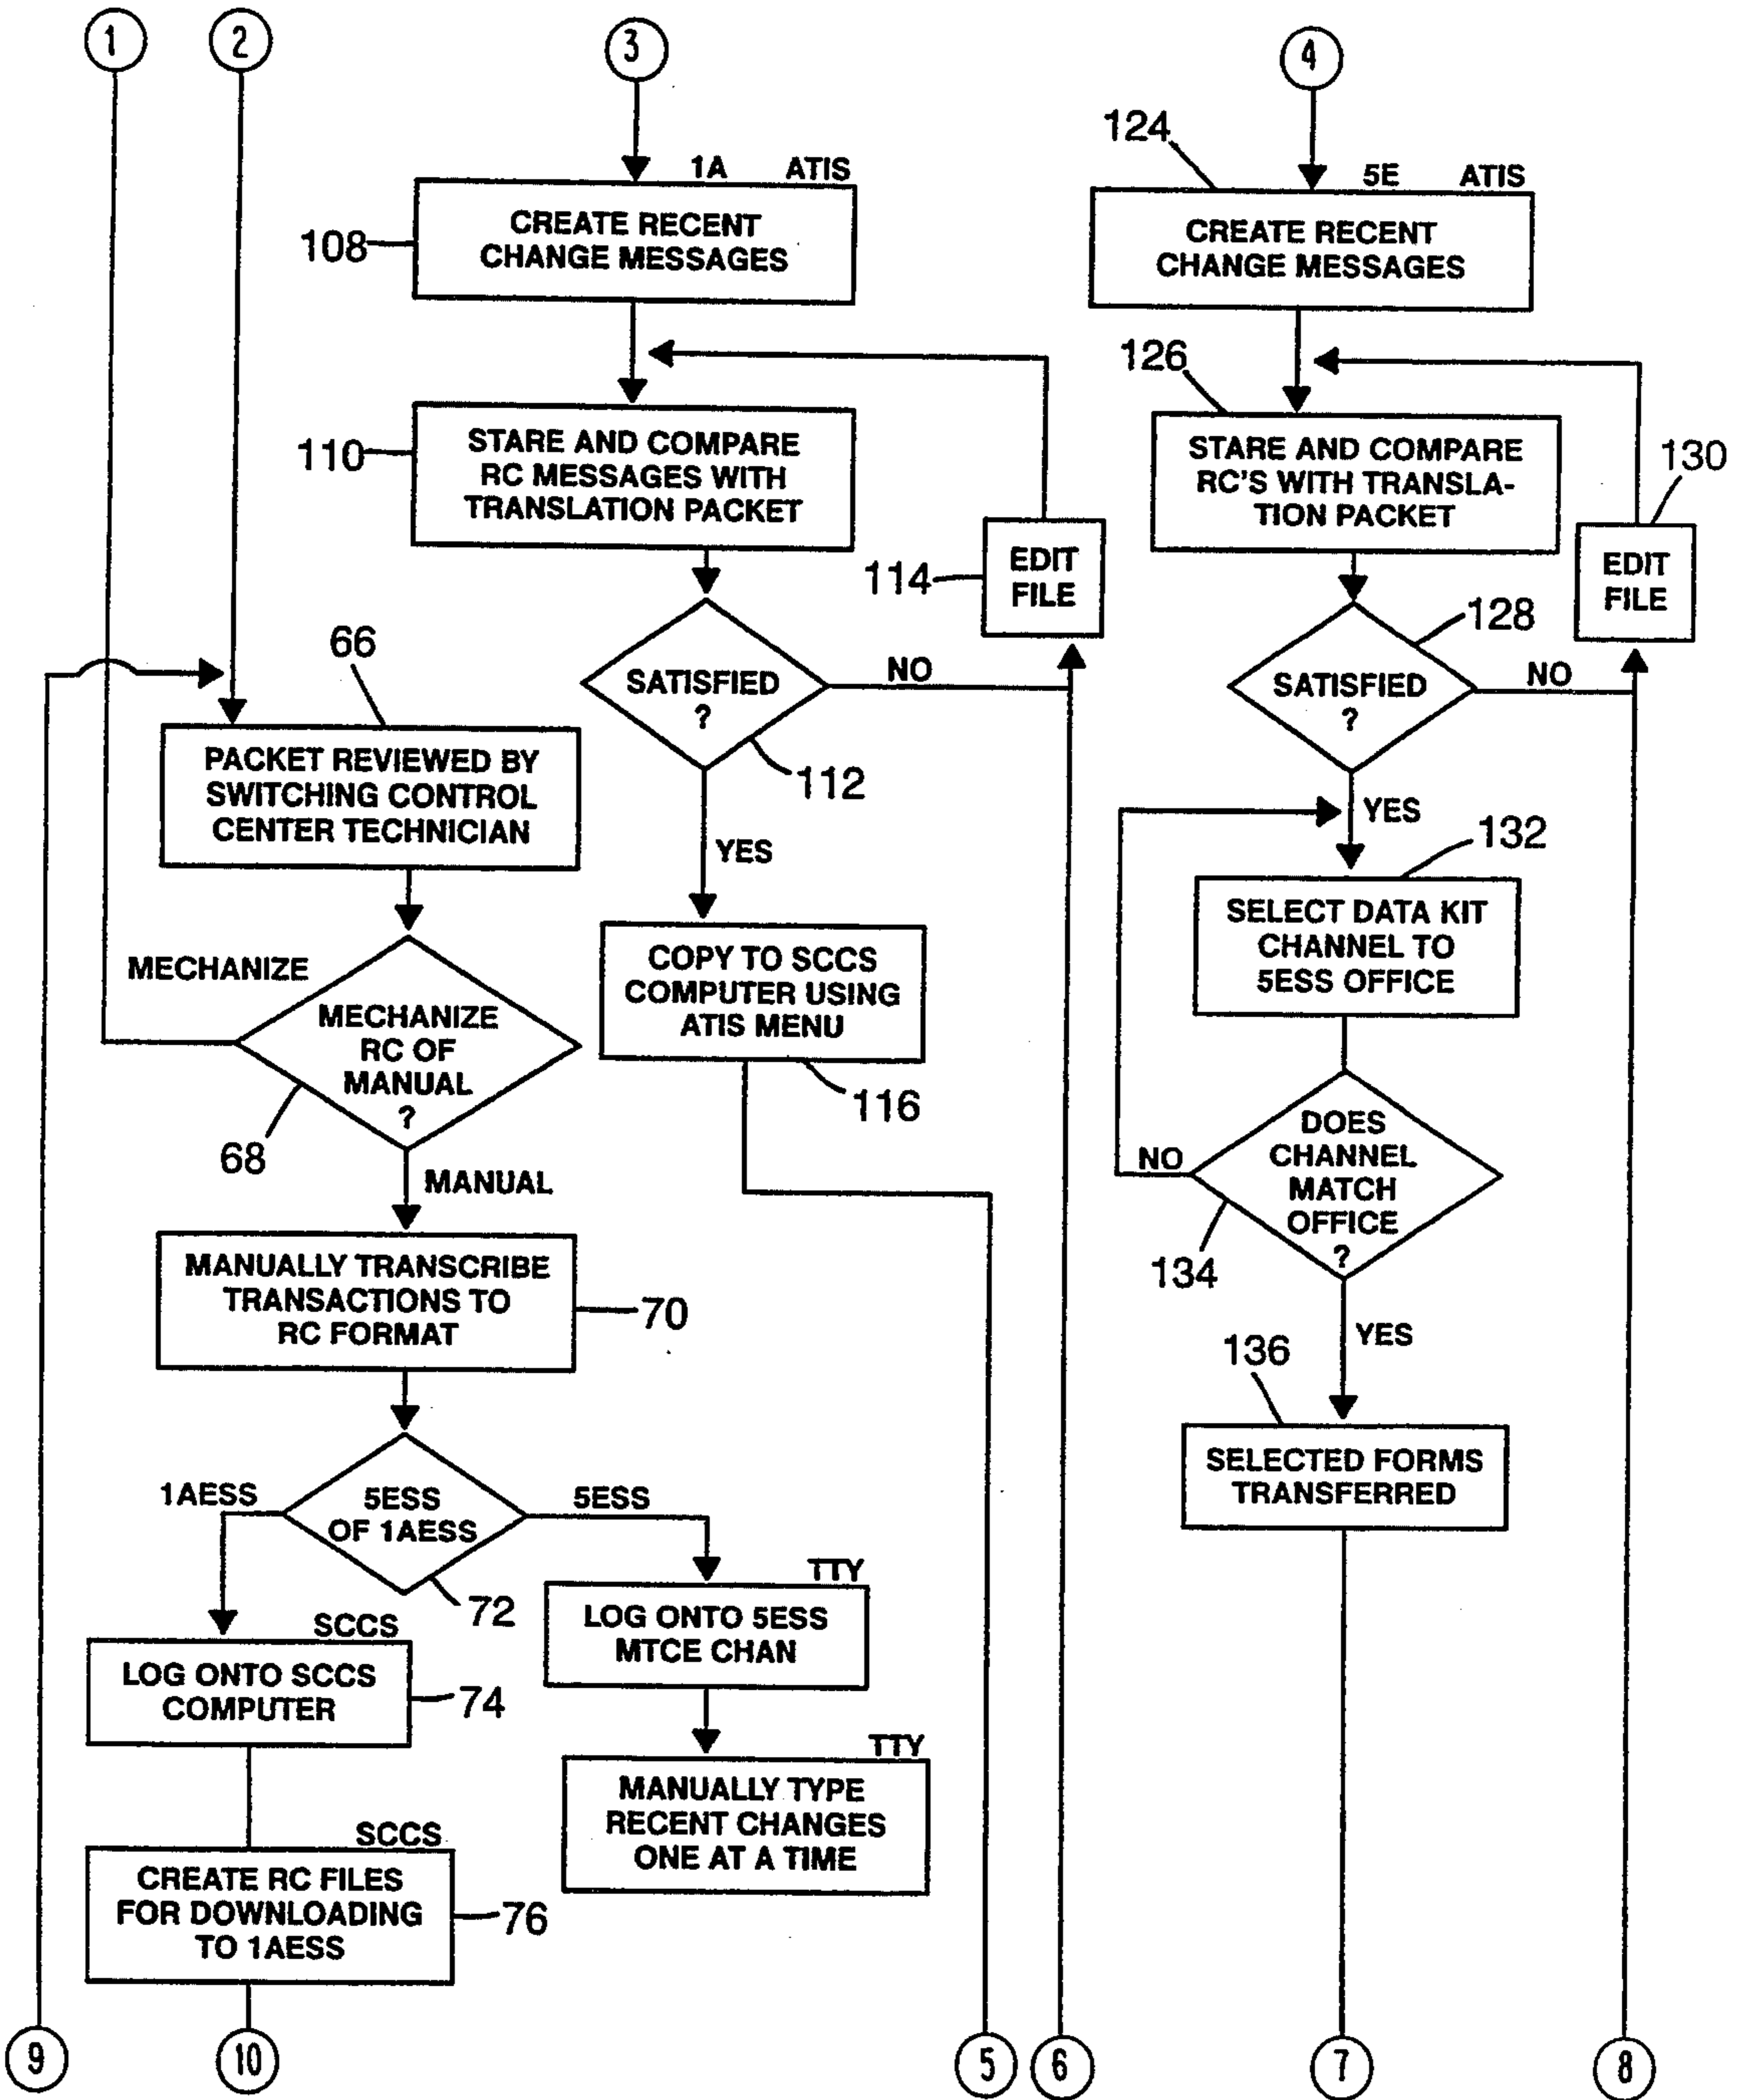 1
2
3
4
1A ATIS
CREATE RECENT
CHANGE MESSAGES
108
124
5E ATIS
CREATE RECENT
CHANGE MESSAGES
110
STARE AND COMPARE
RC MESSAGES WITH
TRANSLATION PACKET
126
STARE AND COMPARE
RC'S WITH TRANSLA-
TION PACKET
114
EDIT
FILE
130
EDIT
FILE
SATISFIED
?
NO
112
YES
128
SATISFIED
?
NO
YES
66
PACKET REVIEWED BY
SWITCHING CONTROL
CENTER TECHNICIAN
MECHANIZE
MECHANIZE
RC OF
MANUAL
?
68
MANUAL
COPY TO SCCS
COMPUTER USING
ATIS MENU
116
132
SELECT DATA KIT
CHANNEL TO
5ESS OFFICE
DOES
CHANNEL
MATCH
OFFICE
?
NO
134
YES
136
SELECTED FORMS
TRANSFERRED
MANUALLY TRANSCRIBE
TRANSACTIONS TO
RC FORMAT
70
1AESS
5ESS
OF 1AESS
5ESS
72
SCCS
LOG ONTO SCCS
COMPUTER
74
TTY
LOG ONTO 5ESS
MTCE CHAN
TTY
MANUALLY TYPE
RECENT CHANGES
ONE AT A TIME
SCCS
CREATE RC FILES
FOR DOWNLOADING
TO 1AESS
76
9
10
5
6
7
8